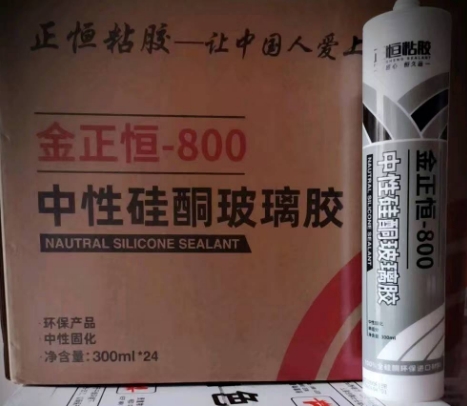 正恒粘胶—让中国人爱上
金正恒-800
中性硅酮玻璃胶
NAUTRAL SILICONE SEALANT
·环保产品
中性固化
·净含量：300ml*24
正恒粘胶
金正恒-800
中性硅酮玻璃胶
NAUTRAL SILICONE SEALANT